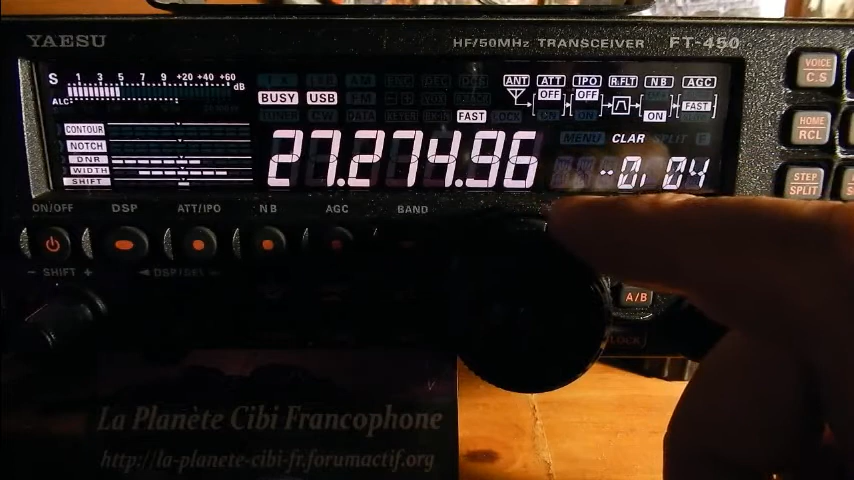 YAESU
HF/50MHz TRANSCEIVER FT-450
S 1 3 5 7 9 +20 +40 +60 dB
ALC
BUSY USB
FAST
ANT ATT IPO R.FLT NB AGC
OFF OFF
ON FAST
CONTOUR
NOTCH
DNR
WIDTH
SHIFT
27.274.96
MENU CLAR SPLIT
-0.04
VOICE
C.S
HOME
RCL
STEP
SPLIT
ON/OFF DSP ATT/IPO NB AGC BAND
− SHIFT + ◄DSP/SEL
A/B
LOCK
La Planète Cibi Francophone
http://la-planete-cibi-fr.forumactif.org